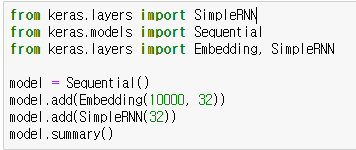 from keras.layers import SimpleRNN
from keras.models import Sequential
from keras.layers import Embedding, SimpleRNN
model = Sequential()
model.add(Embedding(10000, 32))
model.add(SimpleRNN(32))
model.summary()